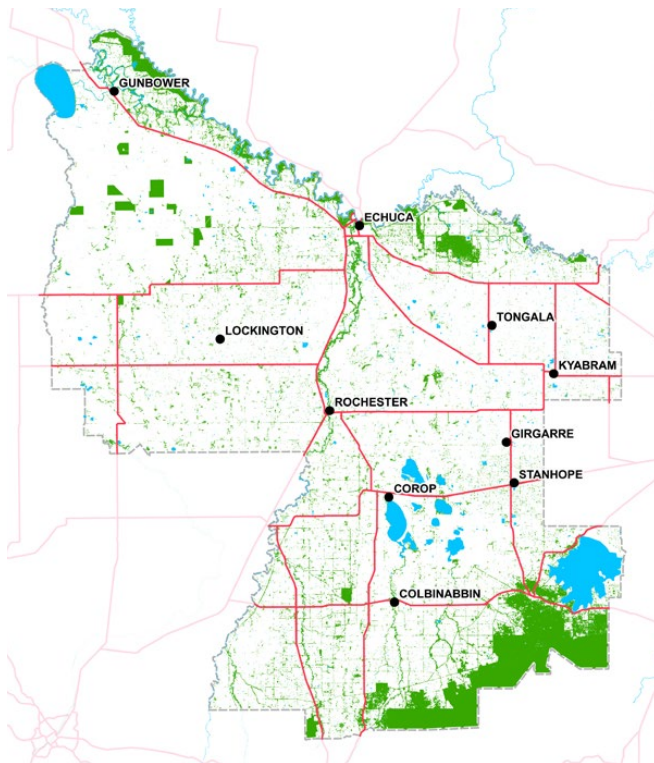 GUNBOWER
ECHUCA
TONGALA
LOCKINGTON
KYABRAM
ROCHESTER
GIRGARRE
STANHOPE
COROP
COLBINABBIN